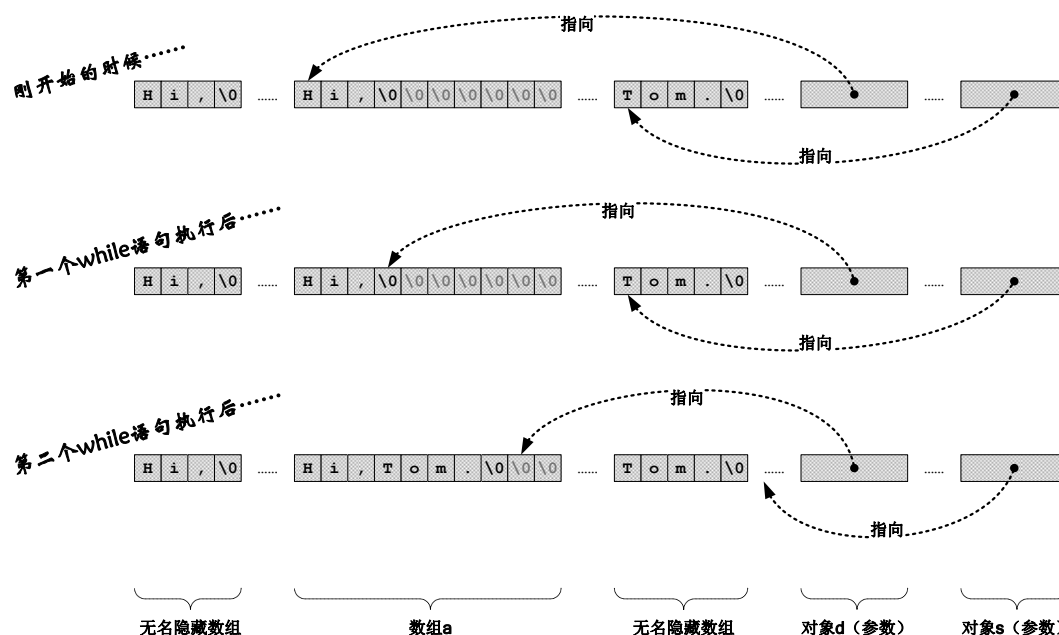 指向
刚开始的时候······
H i , \0 ...... H i , \0 \0 \0 \0 \0 \0 \0 ...... T o m . \0 ...... ......
指向
指向
第一个while语句执行后······
H i , \0 ...... H i , \0 \0 \0 \0 \0 \0 \0 ...... T o m . \0 ...... ......
指向
指向
第二个while语句执行后······
H i , \0 ...... H i , T o m . \0 \0 \0 ...... T o m . \0 ...... ......
指向
无名隐藏数组 数组a 无名隐藏数组 对象d（参数） 对象s（参数）